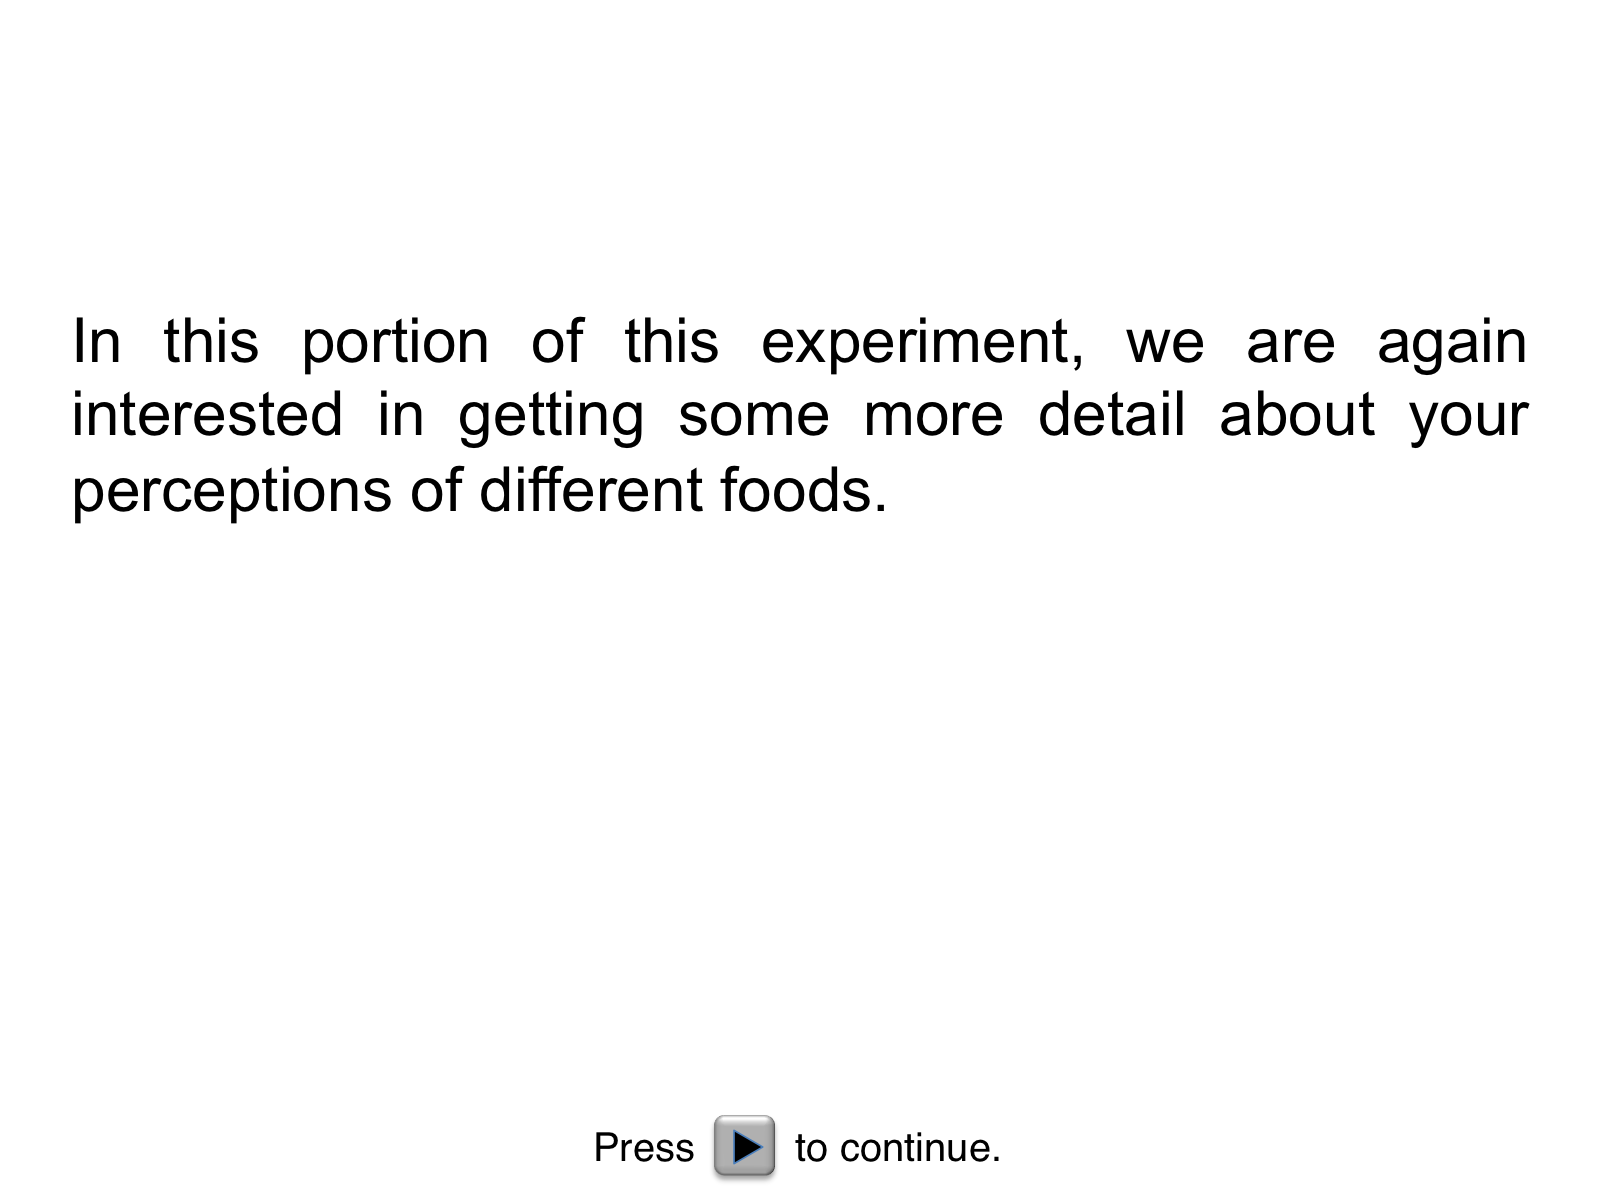 In this portion of this experiment, we are again
interested in getting some more detail about your
perceptions of different foods.
Press to continue.